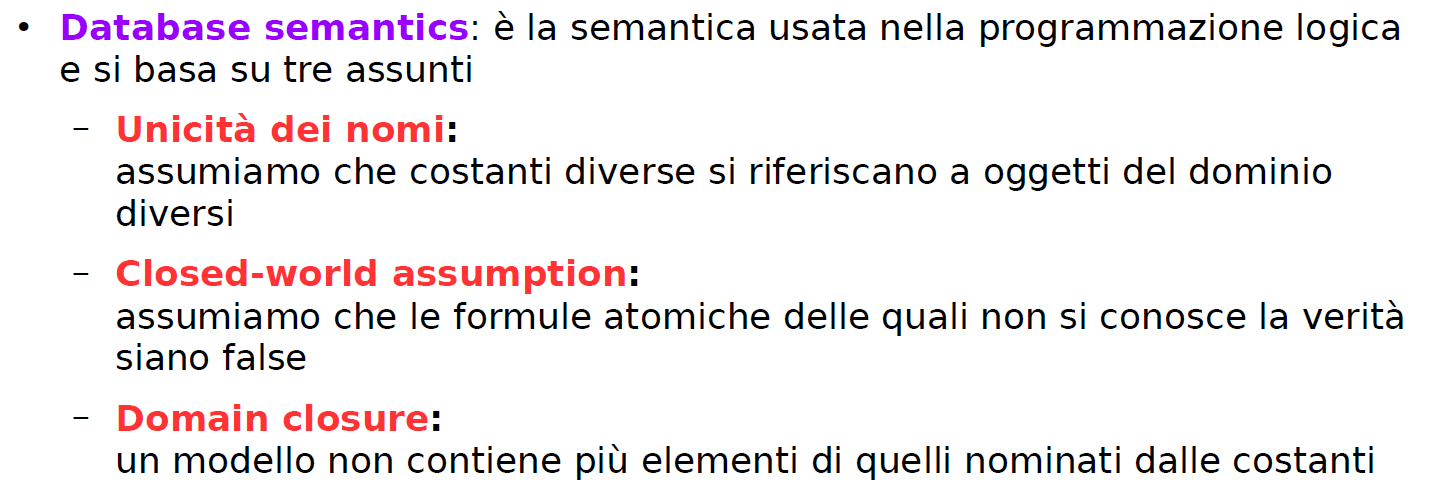 • Database semantics: è la semantica usata nella programmazione logica
e si basa su tre assunti
– Unicità dei nomi:
assumiamo che costanti diverse si riferiscano a oggetti del dominio
diversi
– Closed-world assumption:
assumiamo che le formule atomiche delle quali non si conosce la verità
siano false
– Domain closure:
un modello non contiene più elementi di quelli nominati dalle costanti